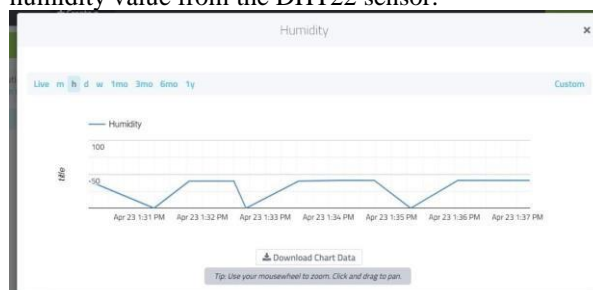 humidity value from the DHT22 sensor.
Humidity
×
Live m h d w 1mo 3mo 6mo 1y
Custom
Humidity
100
title
50
Apr 23 1:31 PM Apr 23 1:32 PM Apr 23 1:33 PM Apr 23 1:34 PM Apr 23 1:35 PM Apr 23 1:36 PM Apr 23 1:37 PM
Download Chart Data
Tip: Use your mousewheel to zoom. Click and drag to pan.